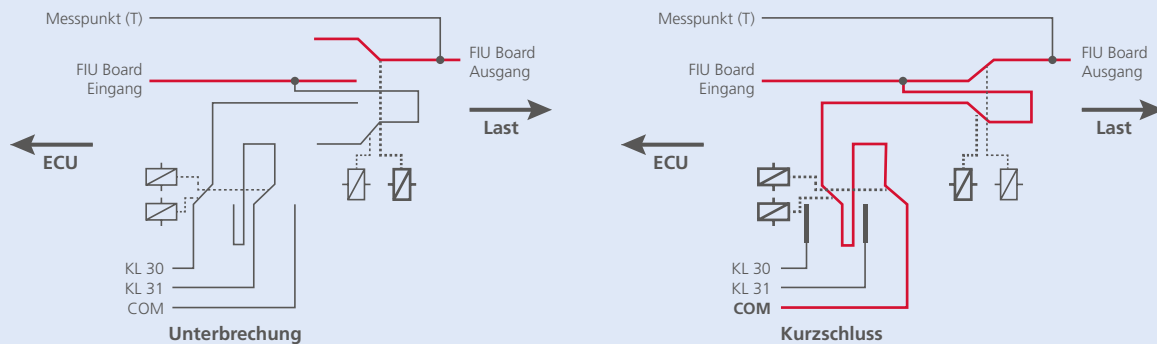 Messpunkt (T)
FIU Board
Eingang
FIU Board
Ausgang
Last
ECU
KL 30
KL 31
COM
Unterbrechung
Messpunkt (T)
FIU Board
Eingang
FIU Board
Ausgang
Last
ECU
KL 30
KL 31
COM
Kurzschluss